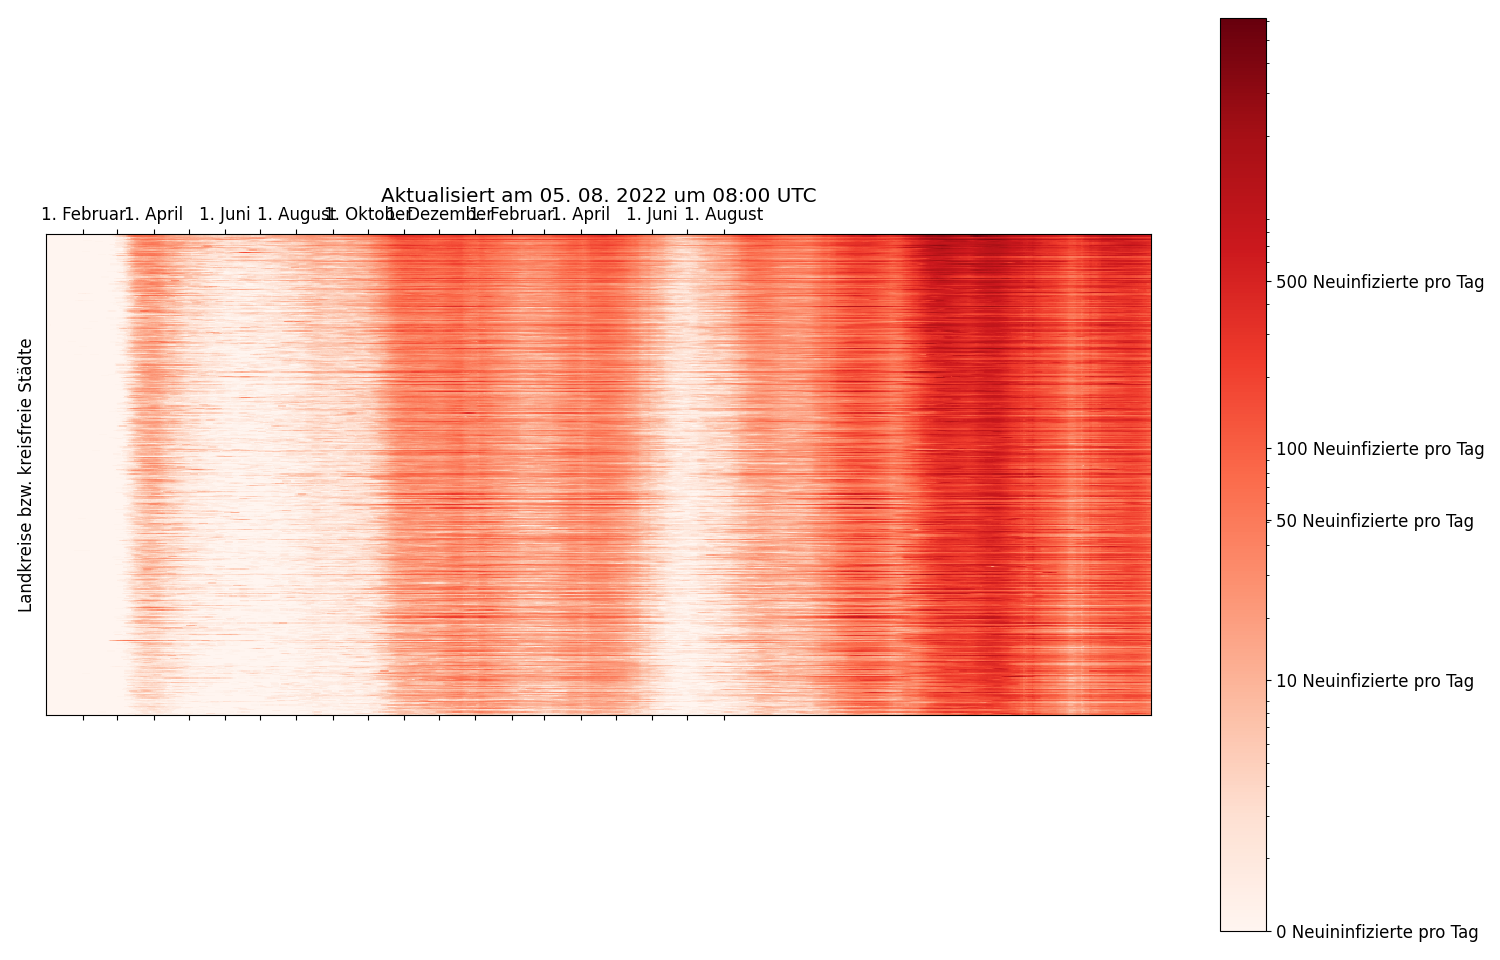 Aktualisiert am 05. 08. 2022 um 08:00 UTC
1. Februar 1. April 1. Juni 1. August 1. Oktober 1. Dezember 1. Februar 1. April 1. Juni 1. August
Landkreise bzw. kreisfreie Städte
500 Neuinfizierte pro Tag
100 Neuinfizierte pro Tag
50 Neuinfizierte pro Tag
10 Neuinfizierte pro Tag
0 Neuininfizierte pro Tag